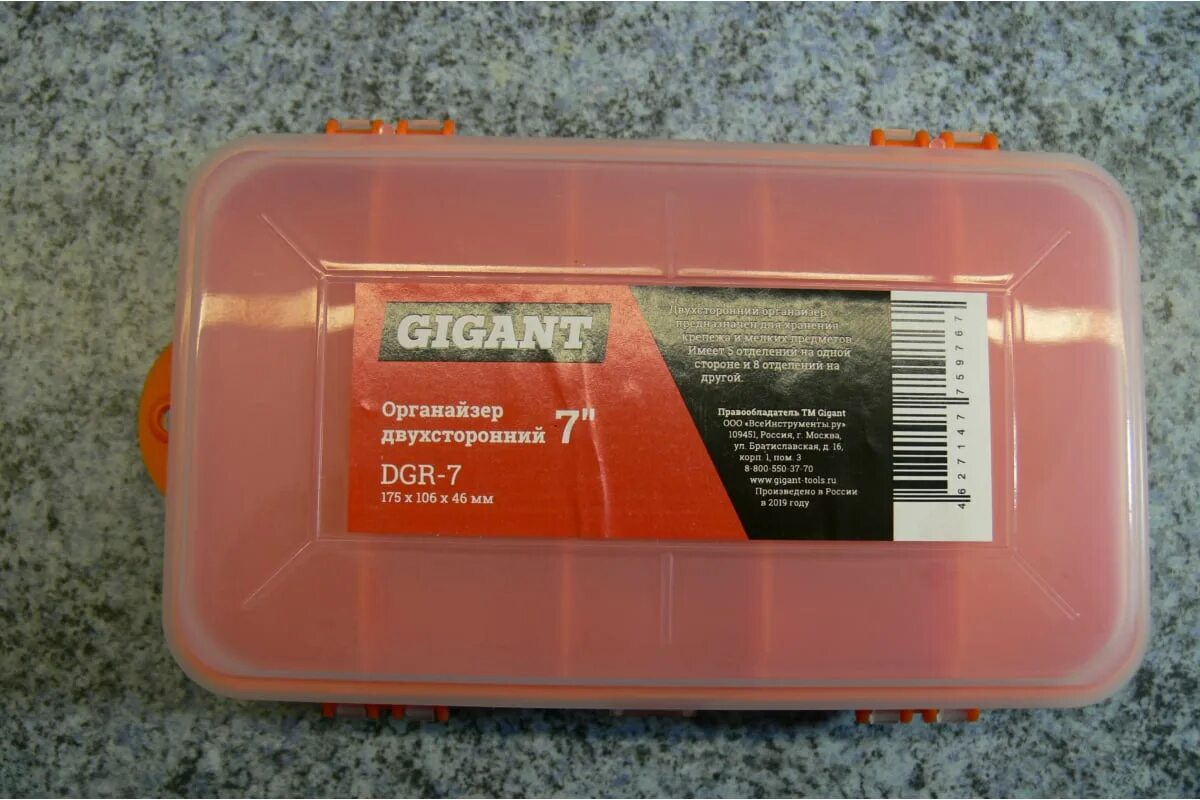 GIGANT
Органайзер
двухсторонний 7"
DGR-7
175 x 106 x 46 мм
Двухсторонний органайзер
предназначен для хранения
крепежа и мелких предметов.
Имеет 5 отделений на одной
стороне и 8 отделений на
другой.
Правообладатель ТМ Gigant
ООО «ВсеИнструменты.ру»
109451, Россия, г. Москва,
ул. Братиславская, д. 16,
корп. 1, пом. 3
8-800-550-37-70
www.gigant-tools.ru
Произведено в России
в 2019 году
4 627147 759767